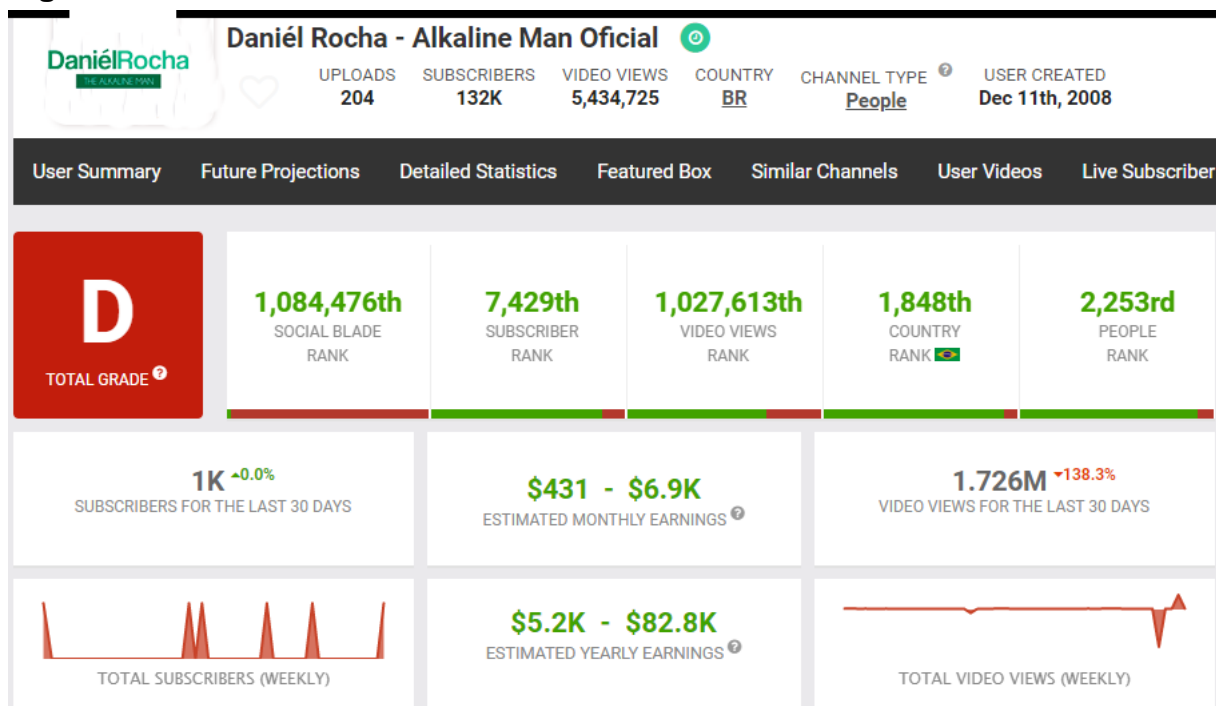 DaniélRocha
THE ALKALINE MAN
Daniél Rocha - Alkaline Man Oficial
UPLOADS
204
SUBSCRIBERS
132K
VIDEO VIEWS
5,434,725
COUNTRY
BR
CHANNEL TYPE ?
People
USER CREATED
Dec 11th, 2008
User Summary Future Projections Detailed Statistics Featured Box Similar Channels User Videos Live Subscriber
D
TOTAL GRADE ?
1,084,476th
SOCIAL BLADE
RANK
7,429th
SUBSCRIBER
RANK
1,027,613th
VIDEO VIEWS
RANK
1,848th
COUNTRY
RANK
2,253rd
PEOPLE
RANK
1K 0.0%
SUBSCRIBERS FOR THE LAST 30 DAYS
$431 - $6.9K
ESTIMATED MONTHLY EARNINGS ?
1.726M 138.3%
VIDEO VIEWS FOR THE LAST 30 DAYS
TOTAL SUBSCRIBERS (WEEKLY)
$5.2K - $82.8K
ESTIMATED YEARLY EARNINGS ?
TOTAL VIDEO VIEWS (WEEKLY)